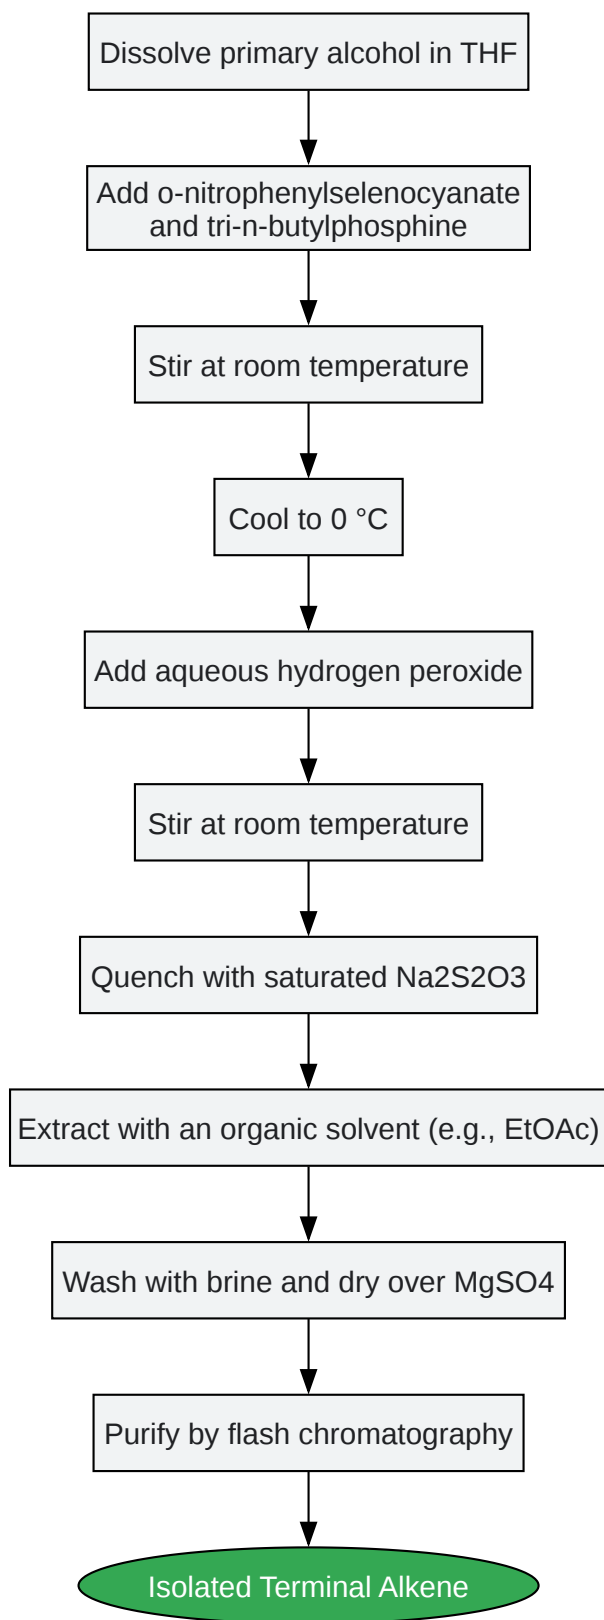 Dissolve primary alcohol in THF
Add o-nitrophenylselenocyanate
and tri-n-butylphosphine
Stir at room temperature
Cool to 0 °C
Add aqueous hydrogen peroxide
Stir at room temperature
Quench with saturated Na2S2O3
Extract with an organic solvent (e.g., EtOAc)
Wash with brine and dry over MgSO4
Purify by flash chromatography
Isolated Terminal Alkene